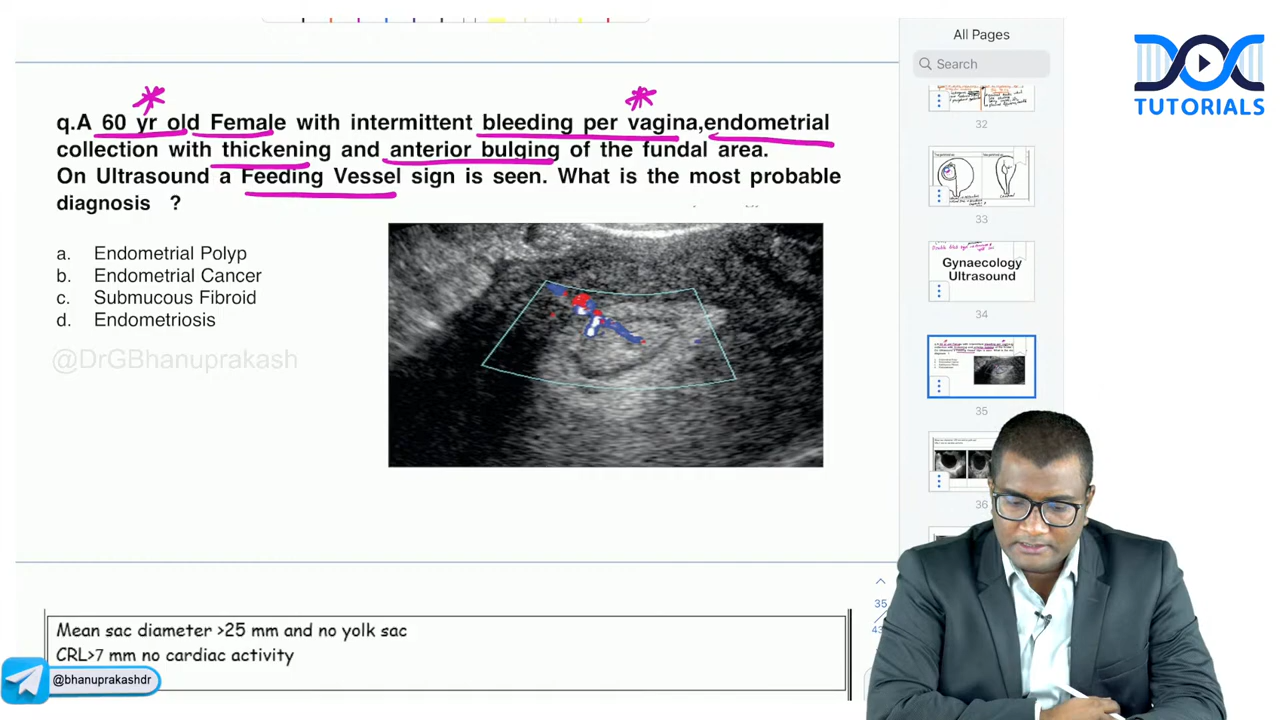 All Pages
Search
TUTORIALS
q.A 60 yr old Female with intermittent bleeding per vagina,endometrial
collection with thickening and anterior bulging of the fundal area.
On Ultrasound a Feeding Vessel sign is seen. What is the most probable
diagnosis ?
a. Endometrial Polyp
b. Endometrial Cancer
c. Submucous Fibroid
d. Endometriosis
@DrGBhanuprakash
32
33
Gynaecology
Ultrasound
34
35
36
35
43
Mean sac diameter >25 mm and no yolk sac
CRL>7 mm no cardiac activity
@bhanuprakashdr